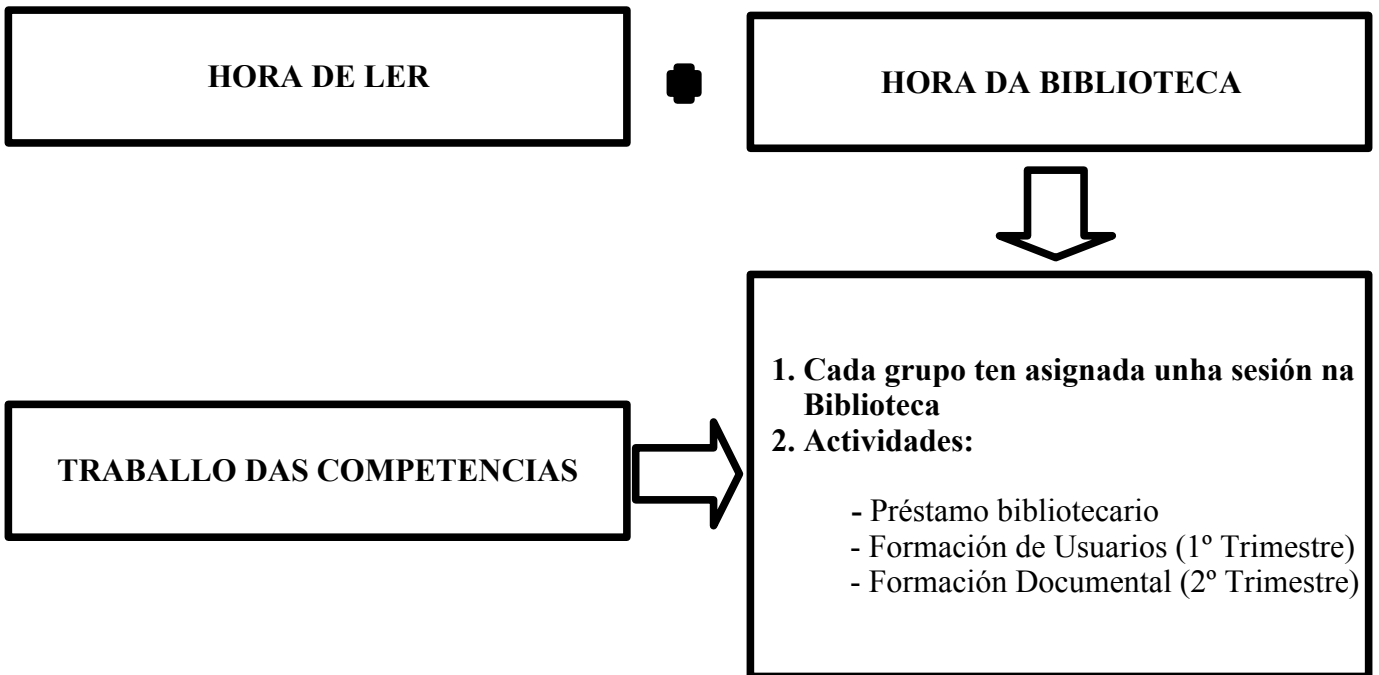 HORA DE LER
HORA DA BIBLIOTECA
TRABALLO DAS COMPETENCIAS
1. Cada grupo ten asignada unha sesión na
Biblioteca
2. Actividades:
- Préstamo bibliotecario
- Formación de Usuarios (1º Trimestre)
- Formación Documental (2º Trimestre)